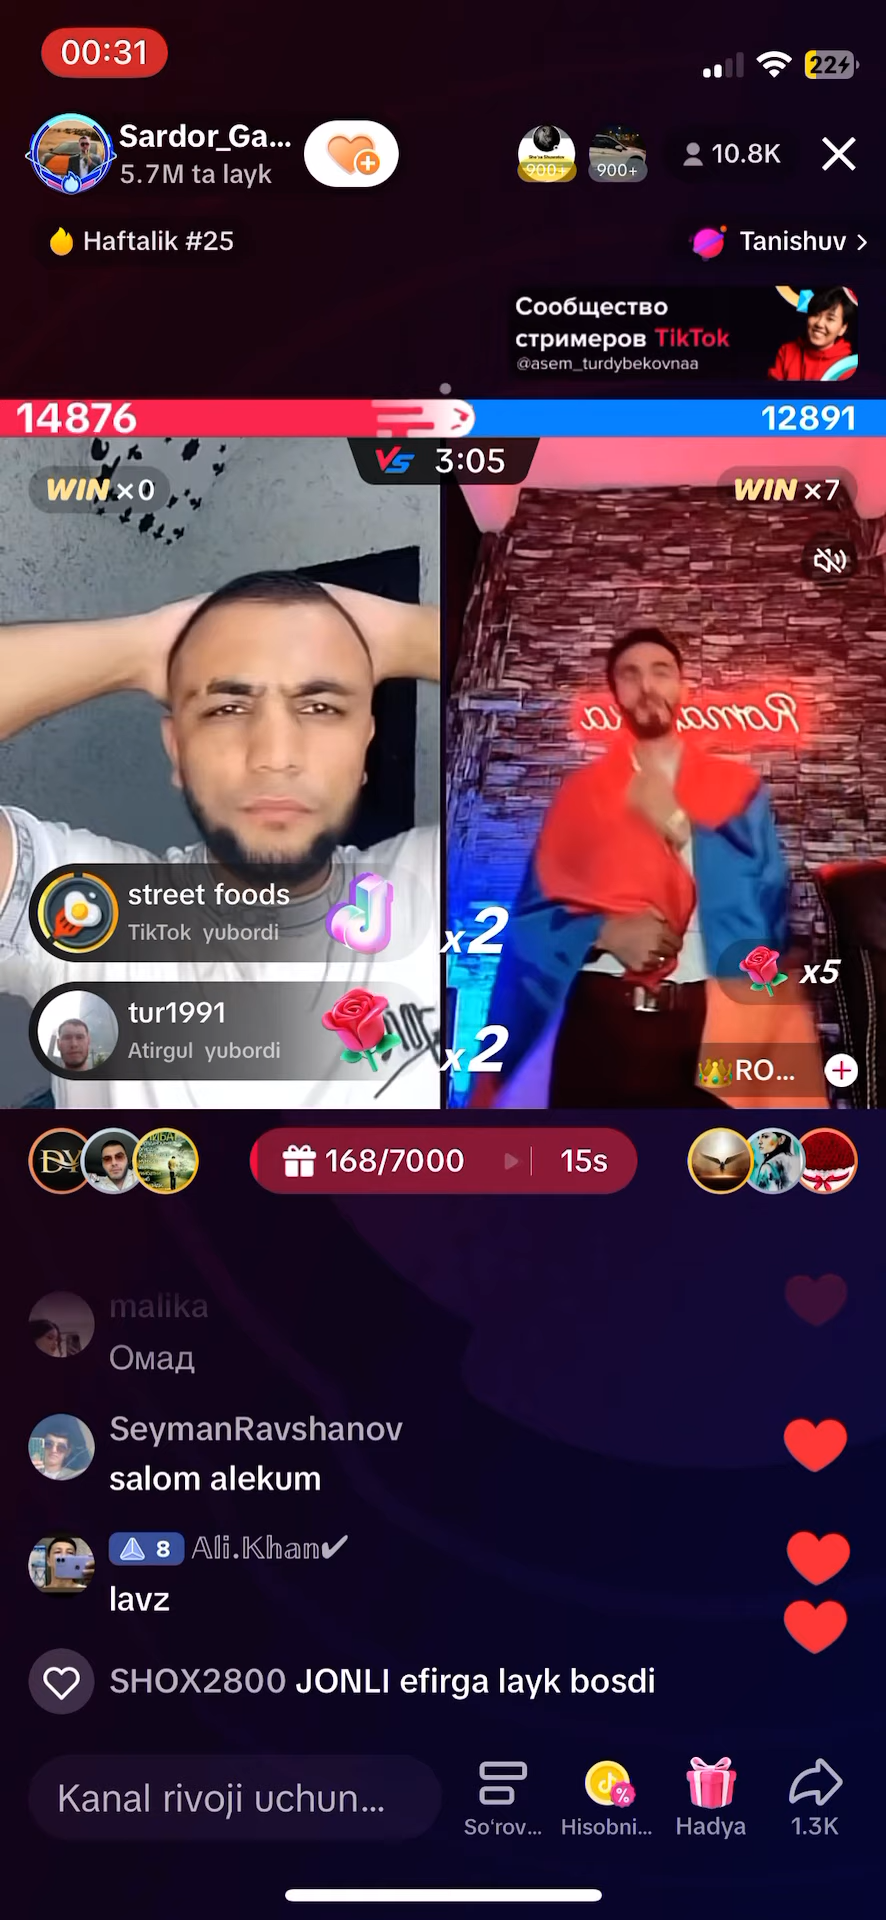 00:31
22
Sardor_Ga...
5.7M ta layk
900+
900+
10.8K
Haftalik #25
Tanishuv >
Сообщество
стримеров TikTok
@asem_turdybekovnaa
14876
12891
VS 3:05
WIN ×0
WIN ×7
street foods
TikTok yubordi
x2
x5
tur1991
Atirgul yubordi
x2
RO...
168/7000
15s
malika
Омад
SeymanRavshanov
salom alekum
8 Ali.Khan✔
lavz
SHOX2800 JONLI efirga layk bosdi
Kanal rivoji uchun...
So‘rov...
Hisobni...
Hadya
1.3K